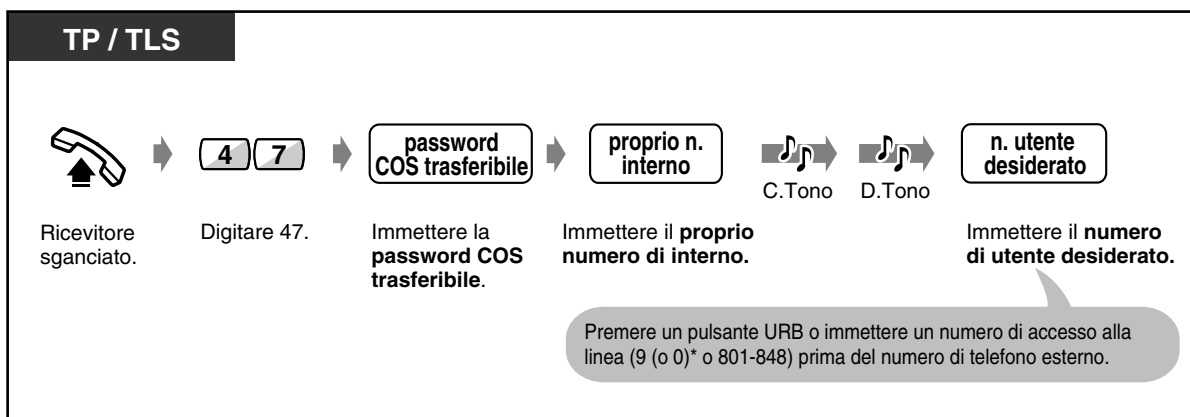 TP / TLS
4 7
password
COS trasferibile
proprio n.
interno
C.Tono
D.Tono
n. utente
desiderato
Ricevitore
sganciato.
Digitare 47.
Immettere la
password COS
trasferibile.
Immettere il proprio
numero di interno.
Immettere il numero
di utente desiderato.
Premere un pulsante URB o immettere un numero di accesso alla
linea (9 (o 0)* o 801-848) prima del numero di telefono esterno.